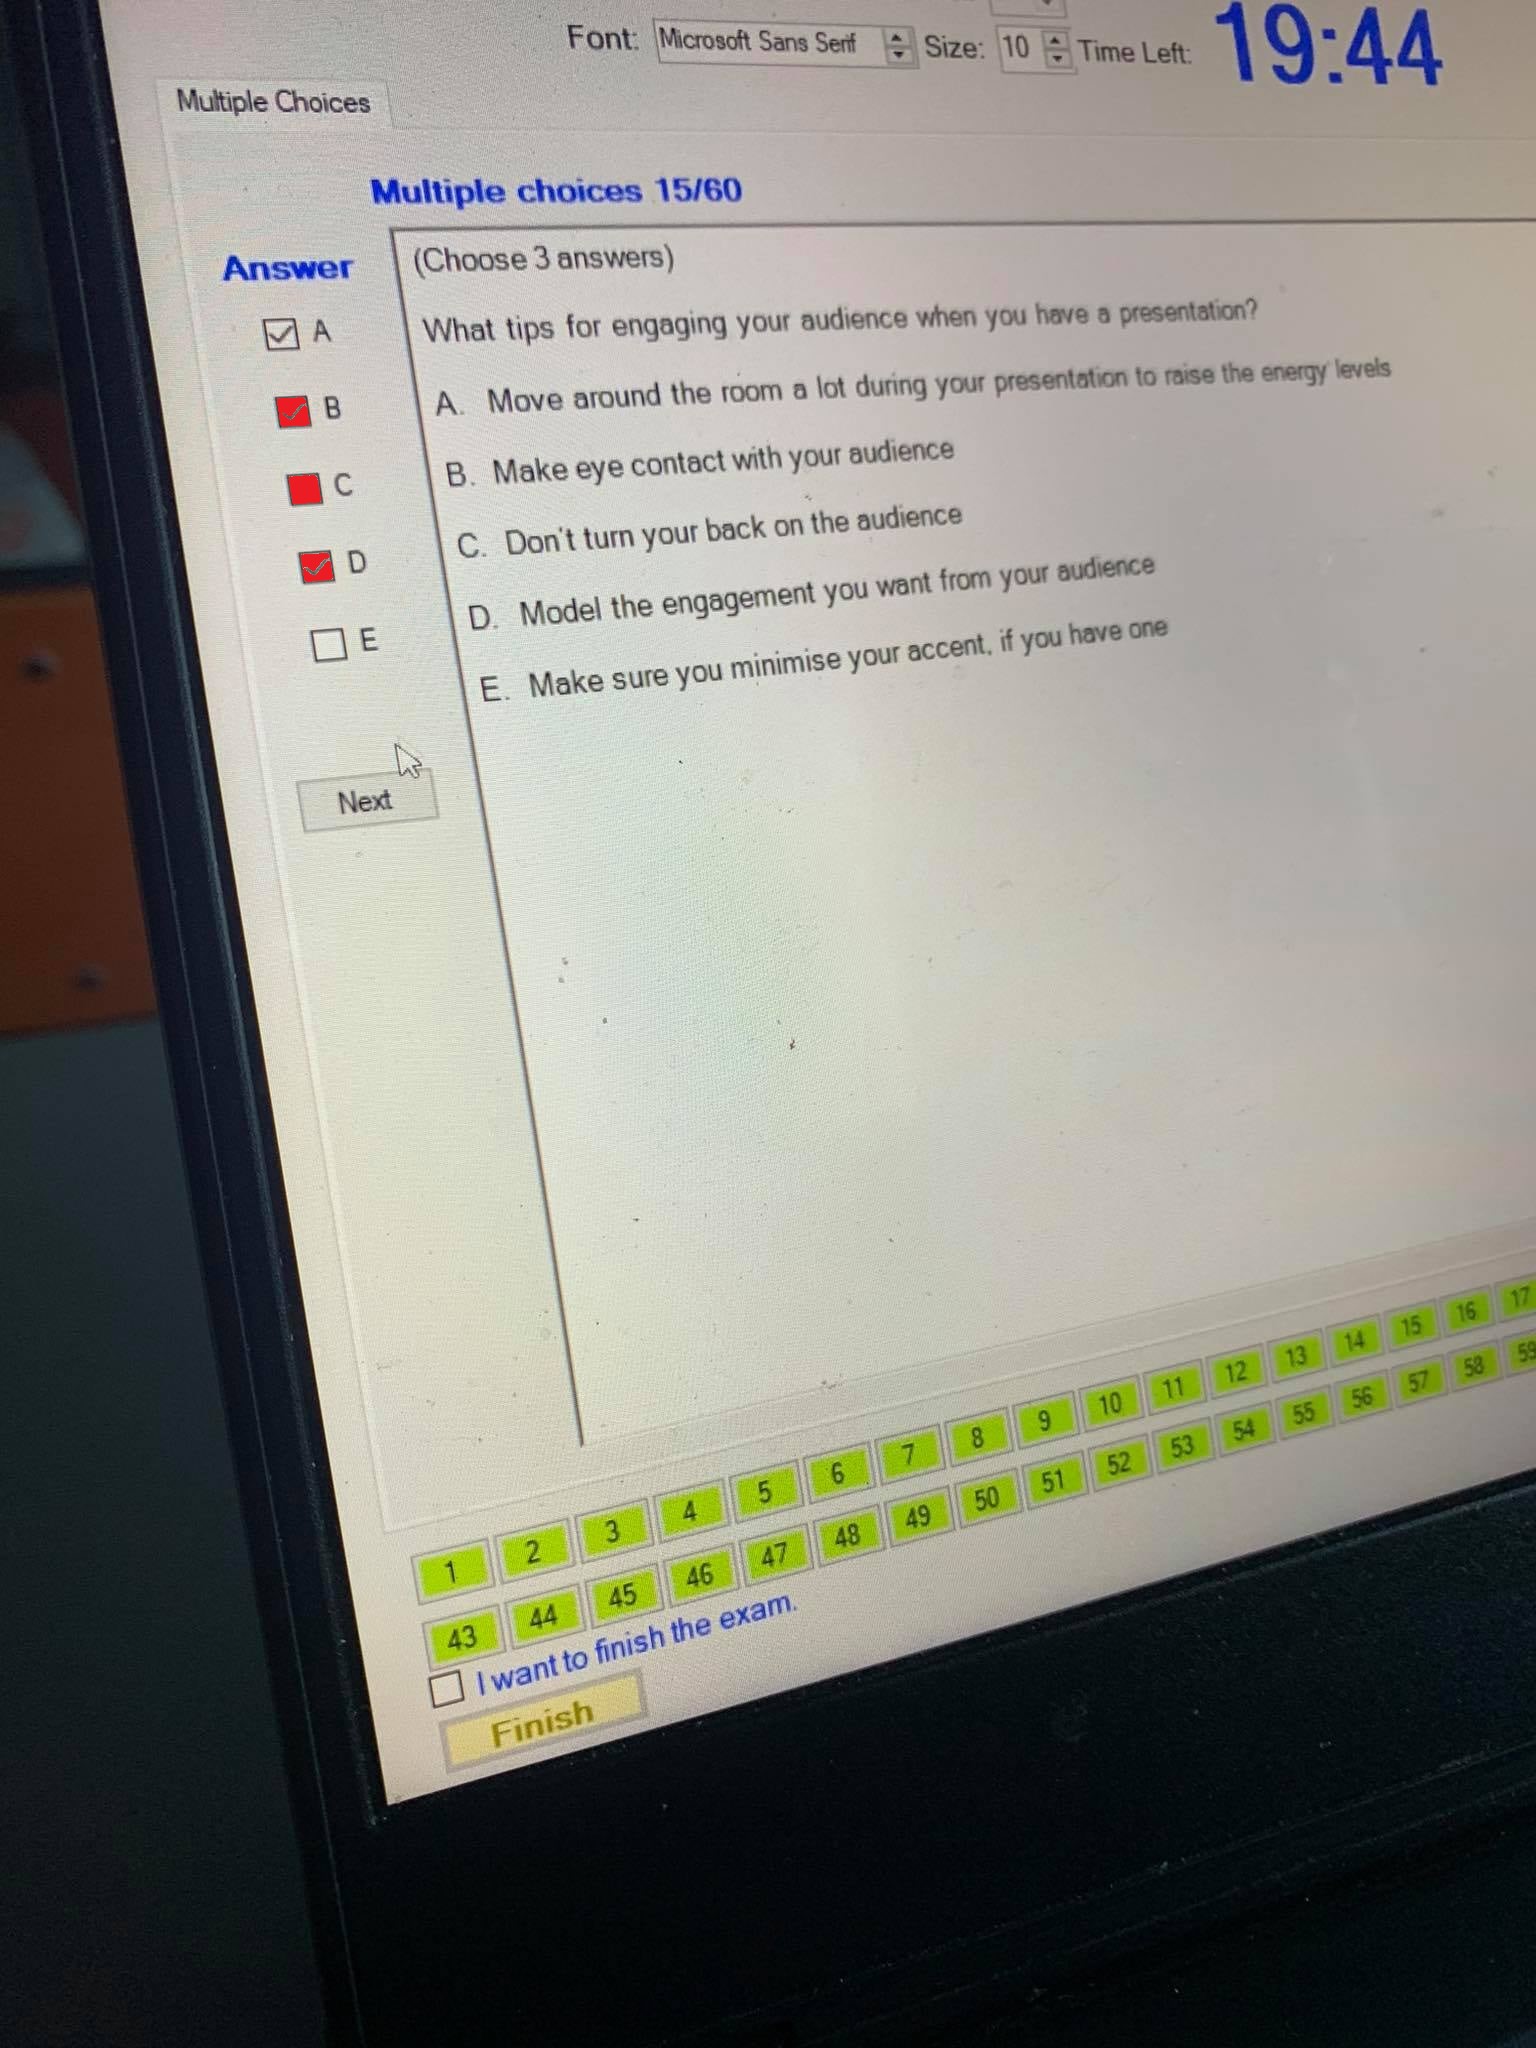 Font: Microsoft Sans Serif Size: 10 Time Left: 19:44
Multiple Choices
Multiple choices 15/60
Answer
A
B
C
D
E
Next
(Choose 3 answers)
What tips for engaging your audience when you have a presentation?
A. Move around the room a lot during your presentation to raise the energy levels
B. Make eye contact with your audience
C. Don't turn your back on the audience
D. Model the engagement you want from your audience
E. Make sure you minimise your accent, if you have one
1 2 3 4 5 6 7 8 9 10 11 12 13 14 15 16 17
43 44 45 46 47 48 49 50 51 52 53 54 55 56 57 58 59
I want to finish the exam.
Finish